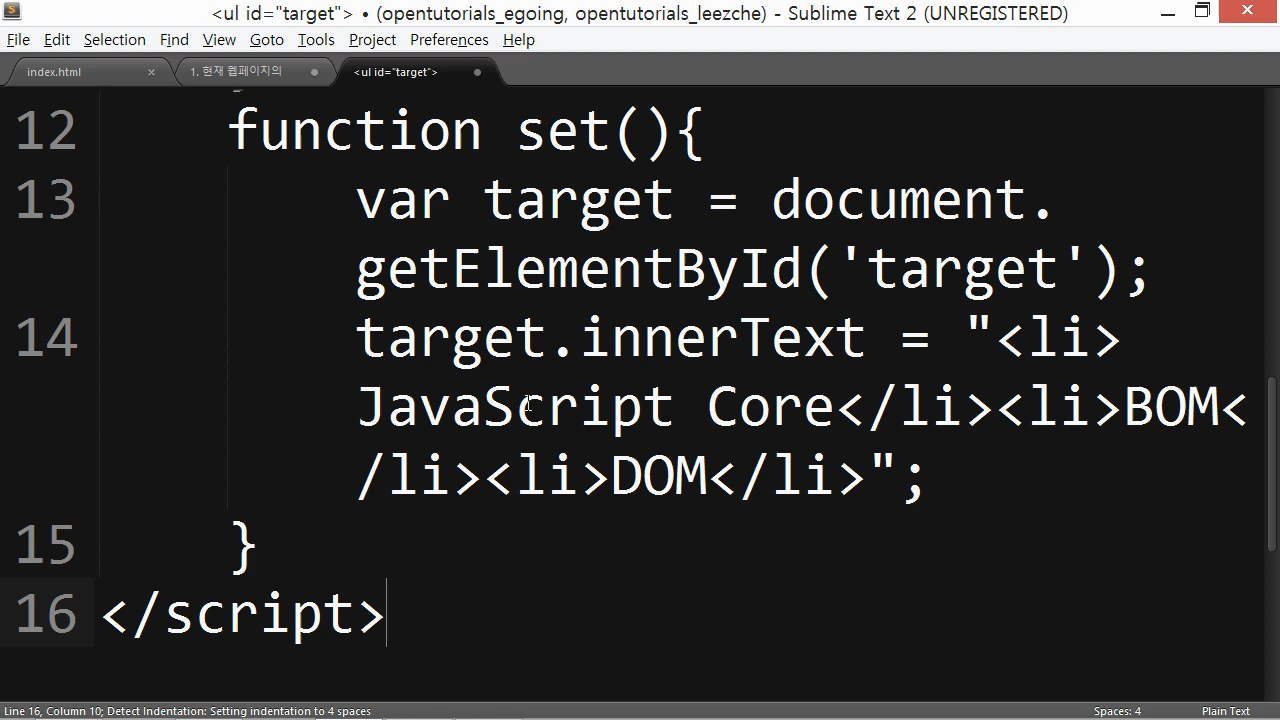 <ul id="target"> • (opentutorials_egoing, opentutorials_leezche) - Sublime Text 2 (UNREGISTERED)
File Edit Selection Find View Goto Tools Project Preferences Help
index.html 1. 현재 웹페이지의 <ul id="target">
12 function set(){
13 var target = document.
getElementById('target');
14 target.innerText = "<li>
JavaScript Core</li><li>BOM<
/li><li>DOM</li>";
15 }
16 </script>
Line 16, Column 10; Detect Indentation: Setting indentation to 4 spaces Spaces: 4 Plain Text